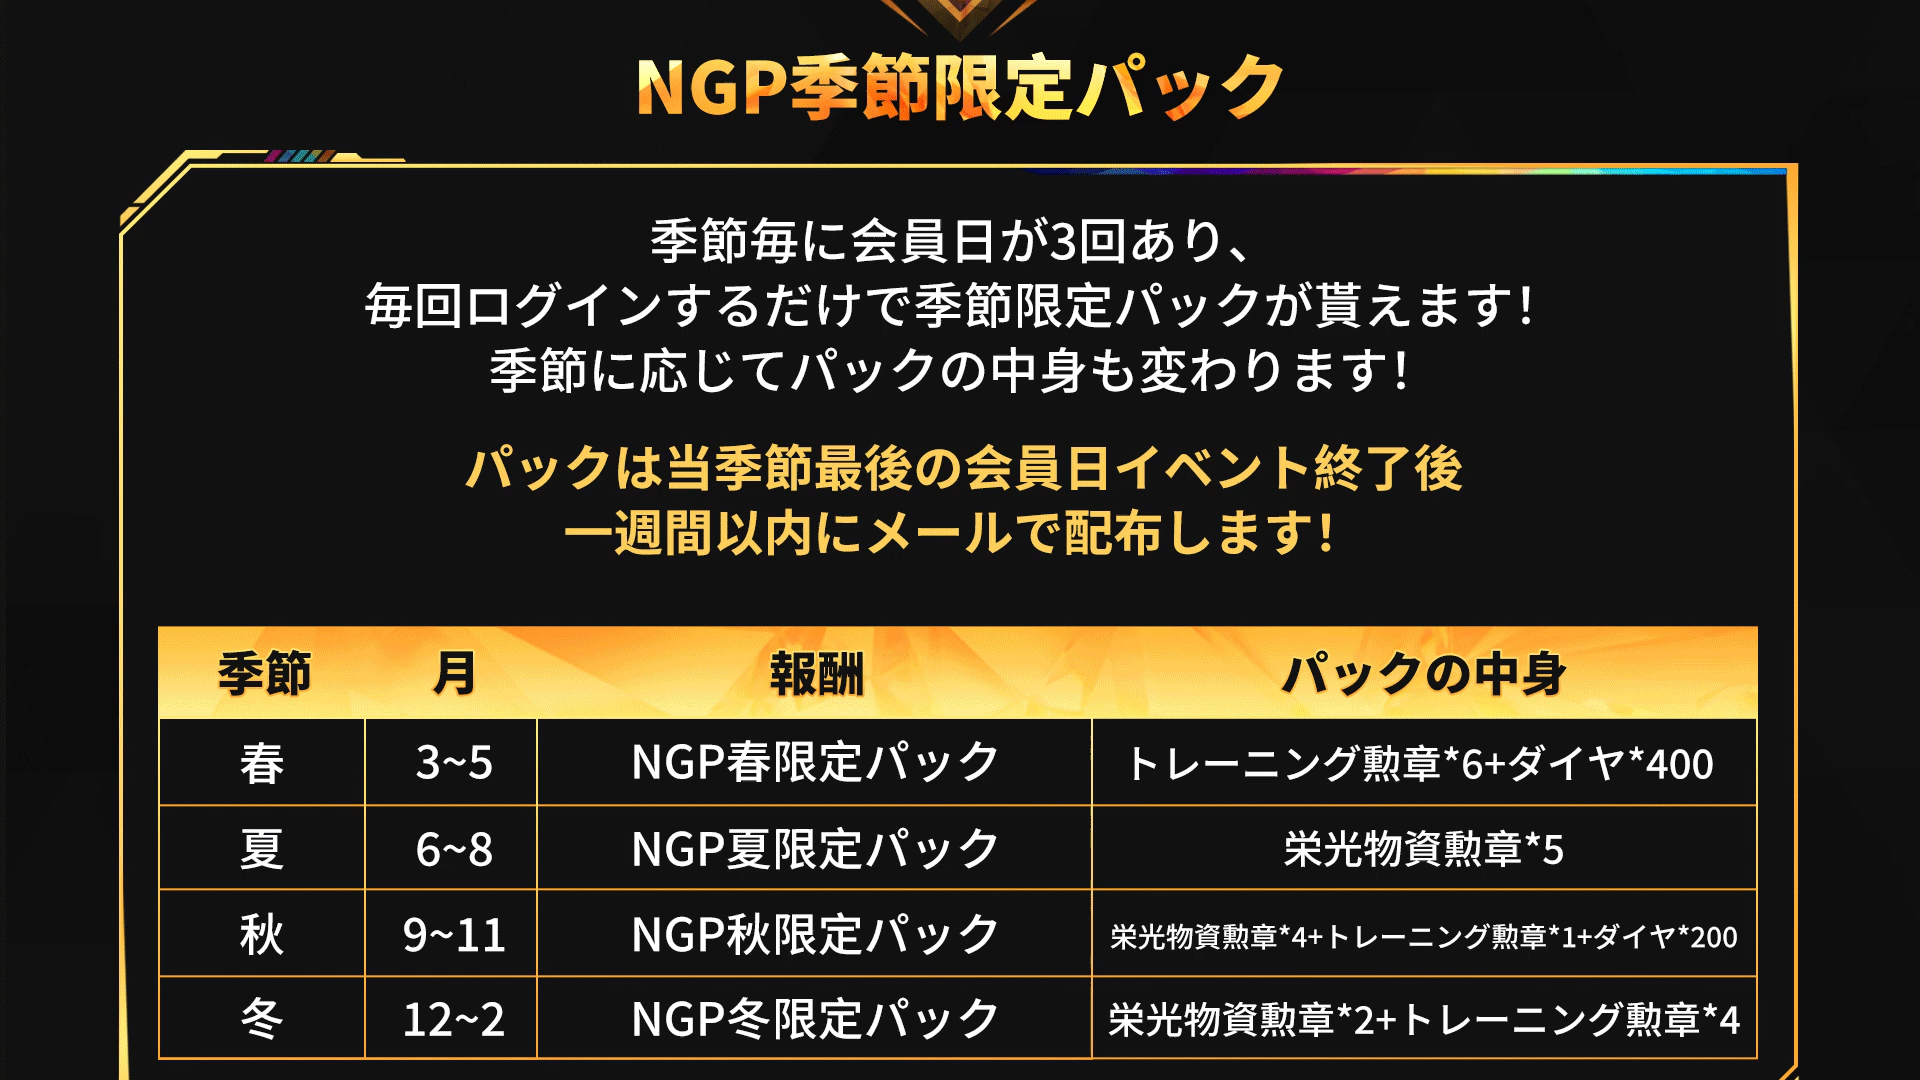 NGP季節限定パック
季節毎に会員日が3回あり、
毎回ログインするだけで季節限定パックが貰えます!
季節に応じてパックの中身も変わります!
パックは当季節最後の会員日イベント終了後
一週間以内にメールで配布します!
季節 月 報酬 パックの中身
春 3~5 NGP春限定パック トレーニング勲章*6+ダイヤ*400
夏 6~8 NGP夏限定パック 栄光物資勲章*5
秋 9~11 NGP秋限定パック 栄光物資勲章*4+トレーニング勲章*1+ダイヤ*200
冬 12~2 NGP冬限定パック 栄光物資勲章*2+トレーニング勲章*4